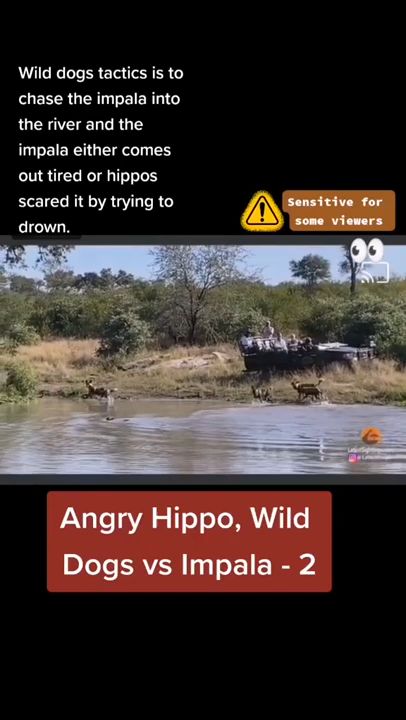 Wild dogs tactics is to
chase the impala into
the river and the
impala either comes
out tired or hippos
scared it by trying to
drown.
Sensitive for
some viewers
Angry Hippo, Wild
Dogs vs Impala - 2